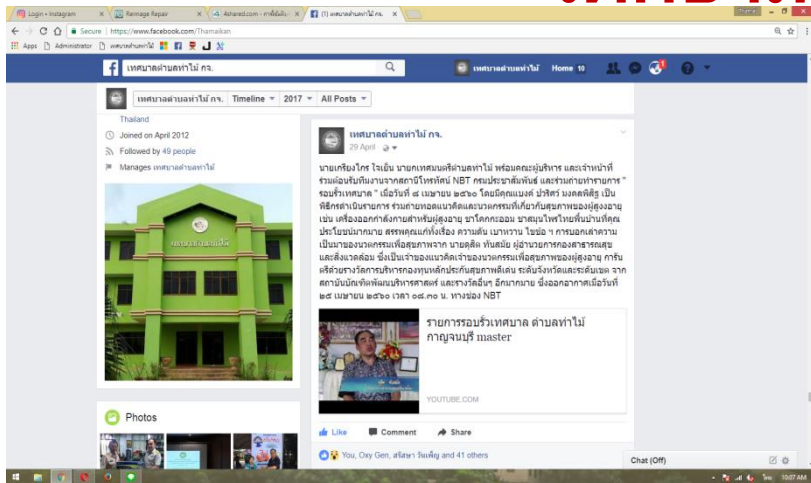 Login • Instagram
Reimage Repair
Secure
https://www.facebook.com/Thamaikan
Apps
Administrator
เทศบาลตำบลท่าไม้
เทศบาลตำบลท่าไม้ กจ.
เทศบาลตำบลท่าไม้
Home 10
เทศบาลตำบลท่าไม้ กจ.
Timeline
2017
All Posts
Thailand
Joined on April 2012
Followed by 49 people
Manages เทศบาลตำบลท่าไม้
Photos
เทศบาลตำบลท่าไม้ กจ.
29 April
นายเกรียงไกร ใจเย็น นายกเทศมนตรีตำบลท่าไม้ พร้อมคณะผู้บริหาร และเจ้าหน้าที่
ร่วมต้อนรับทีมงานจากสถานีโทรทัศน์ NBT กรมประชาสัมพันธ์ และร่วมถ่ายทำรายการ "
รอบรั้วเทศบาล " เมื่อวันที่ ๘ เมษายน ๒๕๖๐ โดยมีคุณแบงค์ ปริศว์ มงคลพิสิฐ เป็น
พิธีกรดำเนินรายการ ร่วมถ่ายทอดแนวคิดและนวตกรรมที่เกี่ยวกับสุขภาพของผู้สูงอายุ
เช่น เครื่องออกกำลังกายสำหรับผู้สูงอายุ ชาโคกกะออม ชาสมุนไพรไทยพื้นบ้านที่คุณ
ประโยชน์มากมาย สรรพคุณแก้ทั้งเรื่อง ความดัน เบาหวาน ไขข้อ ฯ การบอกเล่าความ
เป็นมาของนวตกรรมเพื่อสุขภาพจาก นายดุสิต ทันสมัย ผู้อำนวยการกองสาธารณสุข
และสิ่งแวดล้อม ซึ่งเป็นเจ้าของแนวคิดเจ้าของนวตกรรมเพื่อสุขภาพของผู้สูงอายุ การัน
ตรีด้วยรางวัลการบริหารกองทุนหลักประกันสุขภาพดีเด่น ระดับจังหวัดและระดับเขต จาก
สถาบันบัณฑิตพัฒนบริหารศาสตร์ และรางวัลอื่นๆ อีกมากมาย ซึ่งออกอากาศเมื่อวันที่
๒๕ เมษายน ๒๕๖๐ เวลา ๐๘.๓๐ น. ทางช่อง NBT
รายการรอบรั้วเทศบาล ตำบลท่าไม้
กาญจนบุรี master
YOUTUBE.COM
Like
Comment
Share
You, Oxy Gen, สริสษา วันเพ็ญ and 41 others
Chat (Off)
10:07 AM